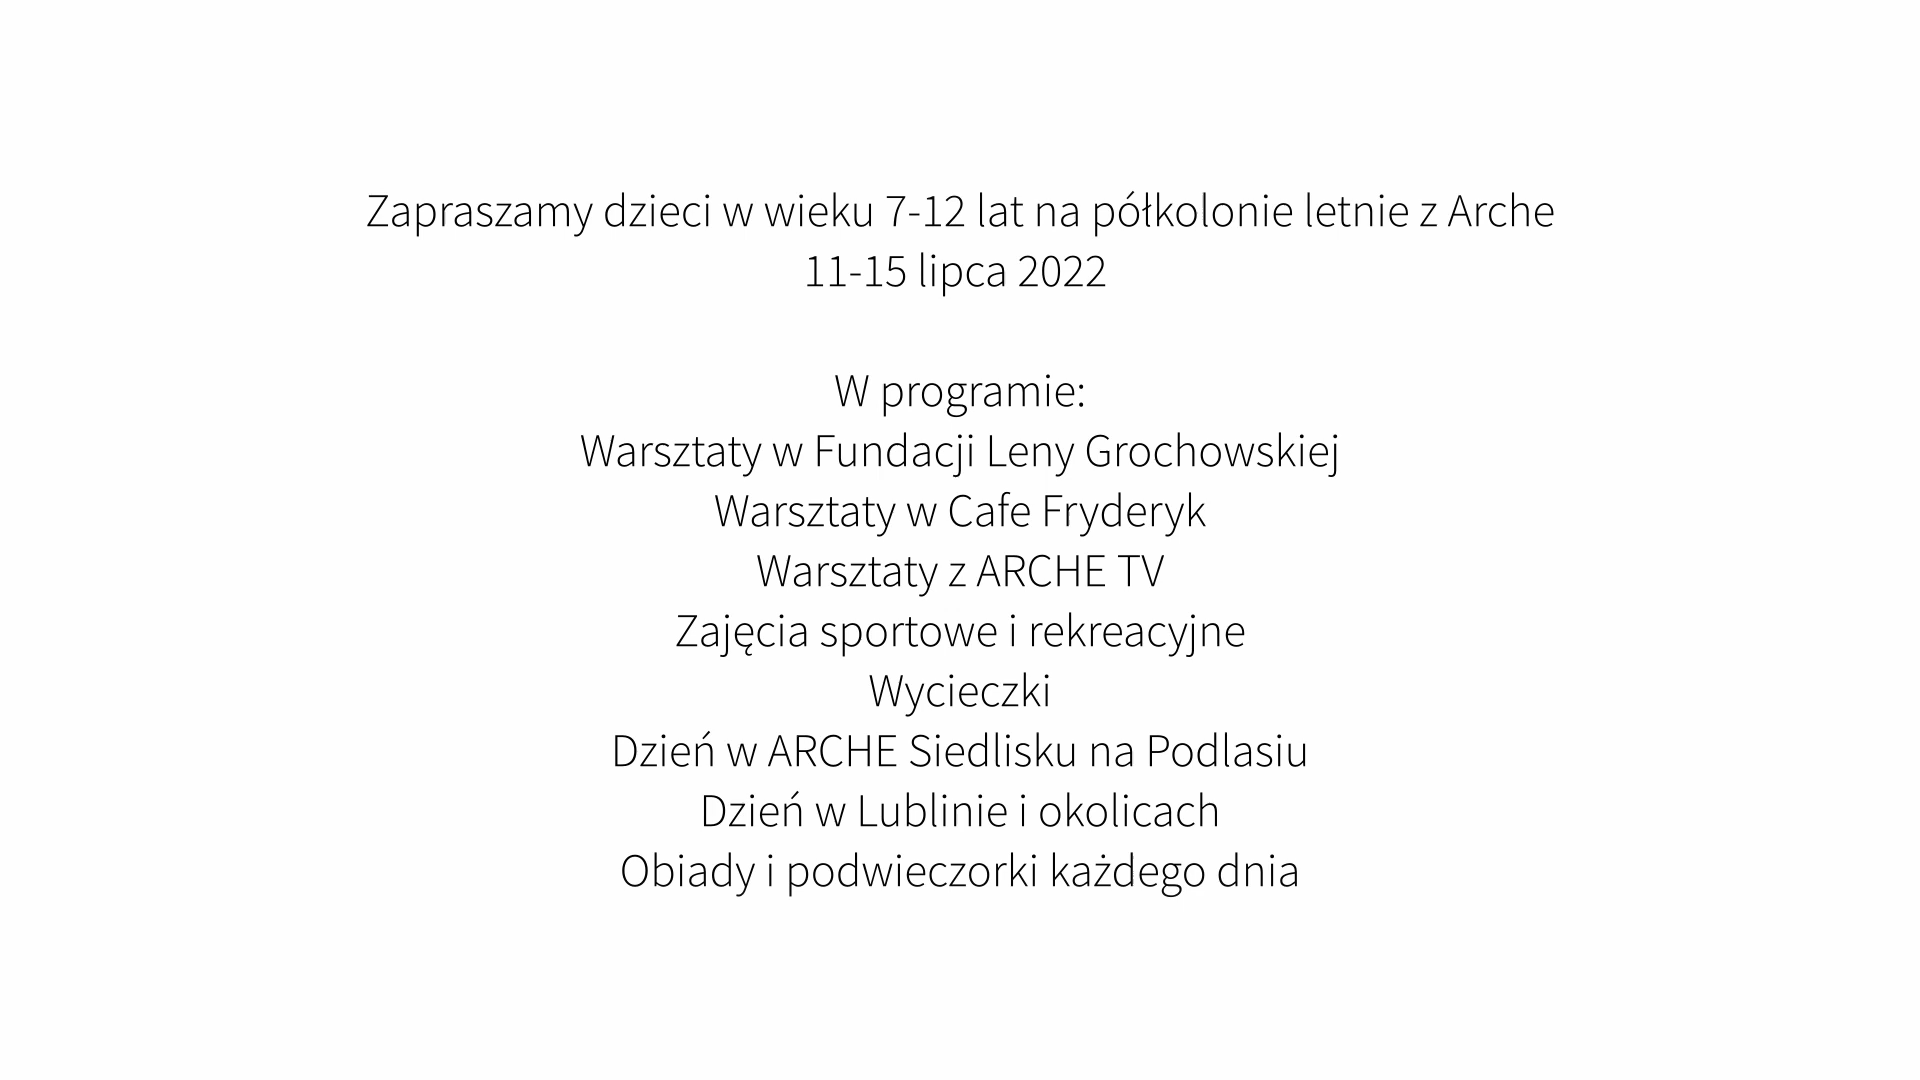 Zapraszamy dzieci w wieku 7-12 lat na półkolonie letnie z Arche
11-15 lipca 2022
W programie:
Warsztaty w Fundacji Leny Grochowskiej
Warsztaty w Cafe Fryderyk
Warsztaty z ARCHE TV
Zajęcia sportowe i rekreacyjne
Wycieczki
Dzień w ARCHE Siedlisku na Podlasiu
Dzień w Lublinie i okolicach
Obiady i podwieczorki każdego dnia